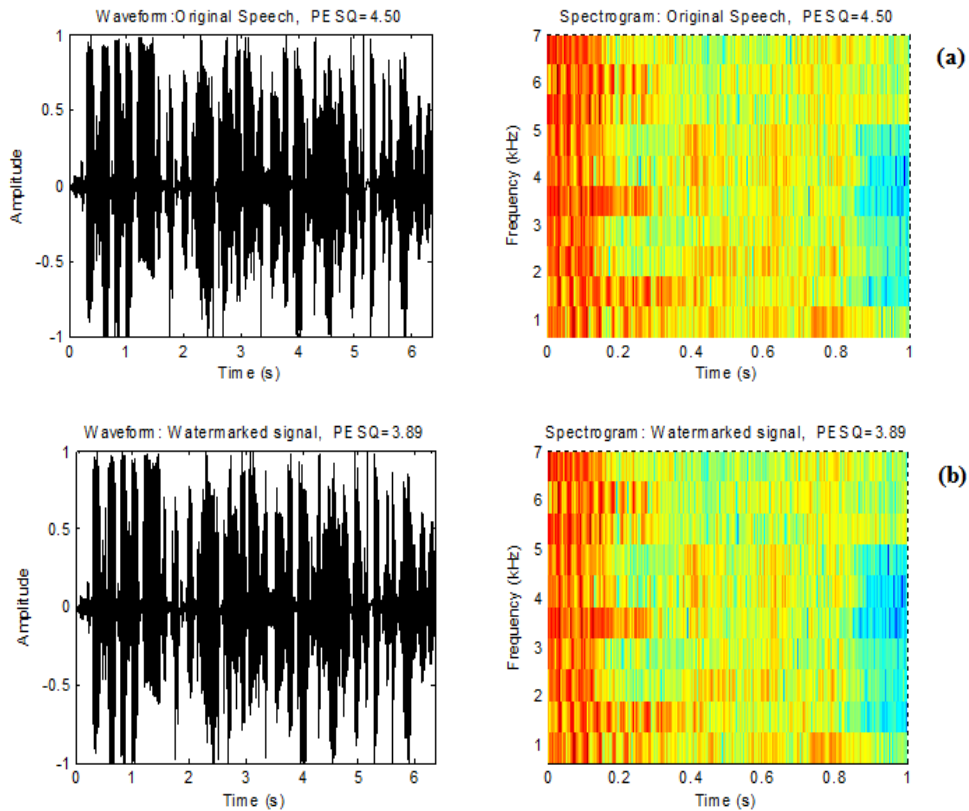 Waveform:Original Speech, PESQ=4.50
Amplitude
1
0.5
0
-0.5
-1
0 1 2 3 4 5 6
Time (s)
Spectrogram: Original Speech, PESQ=4.50
Frequency (kHz)
7
6
5
4
3
2
1
0 0.2 0.4 0.6 0.8 1
Time (s)
(a)
Waveform: Watermarked signal, PESQ=3.89
Amplitude
1
0.5
0
-0.5
-1
0 1 2 3 4 5 6
Time (s)
Spectrogram: Watermarked signal, PESQ=3.89
Frequency (kHz)
7
6
5
4
3
2
1
0 0.2 0.4 0.6 0.8 1
Time (s)
(b)